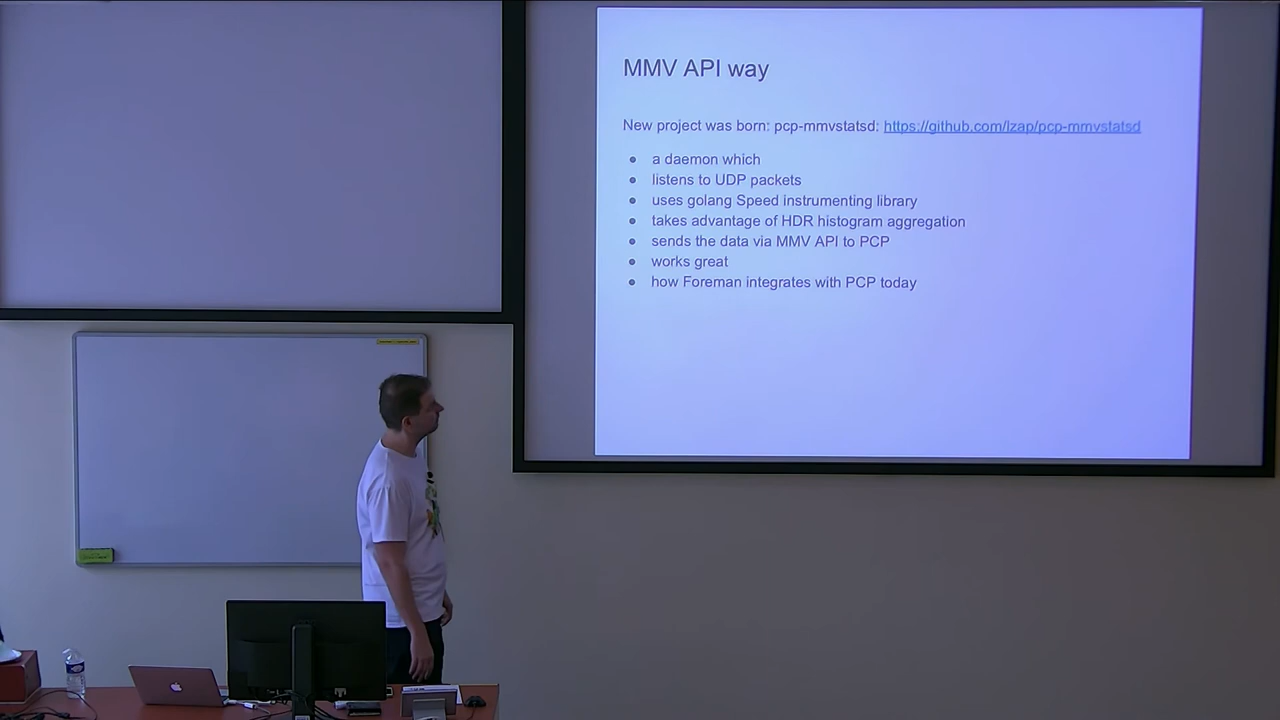 MMV API way
New project was born: pcp-mmvstatsd: https://github.com/lzap/pcp-mmvstatsd
• a daemon which
• listens to UDP packets
• uses golang Speed instrumenting library
• takes advantage of HDR histogram aggregation
• sends the data via MMV API to PCP
• works great
• how Foreman integrates with PCP today